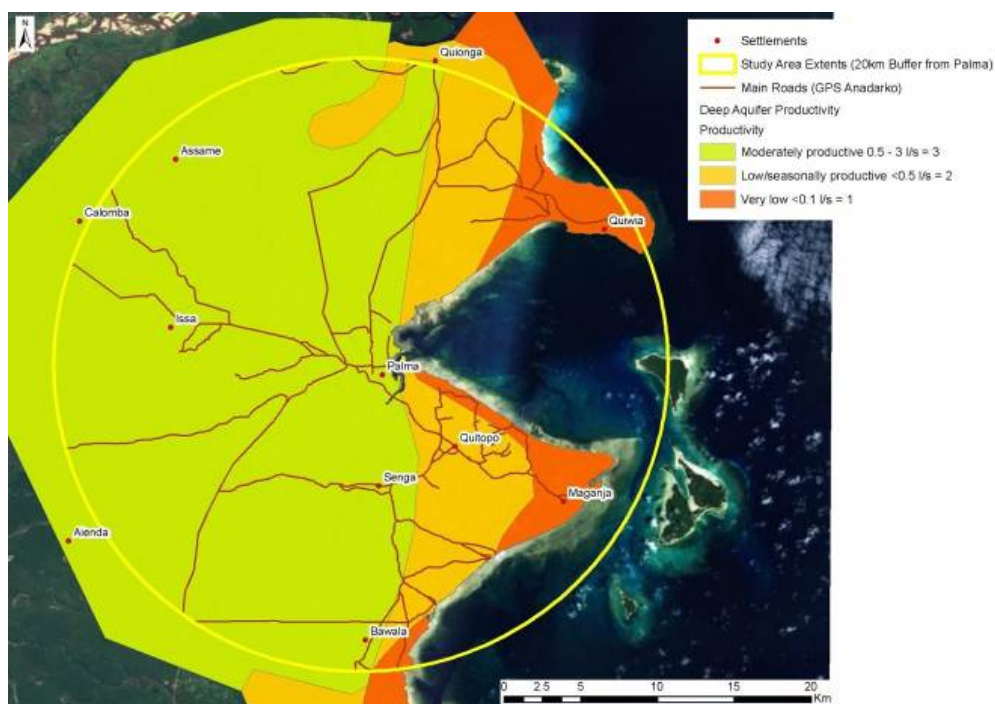 N
Settlements
Study Area Extents (20km Buffer from Palma)
Main Roads (GPS Anadarko)
Deep Aquifer Productivity
Productivity
Moderately productive 0.5 - 3 l/s = 3
Low/seasonally productive <0.5 l/s = 2
Very low <0.1 l/s = 1
Quionga
Assame
Calomba
Quiwia
Issa
Palma
Quitopo
Senga
Maganja
Aienda
Bawala
0 2.5 5 10 15 20
Km